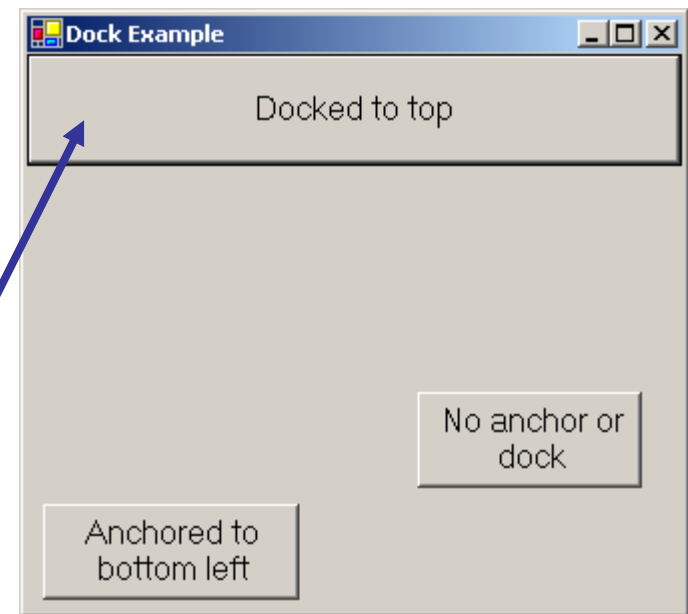 Dock Example
Docked to top
No anchor or
dock
Anchored to
bottom left